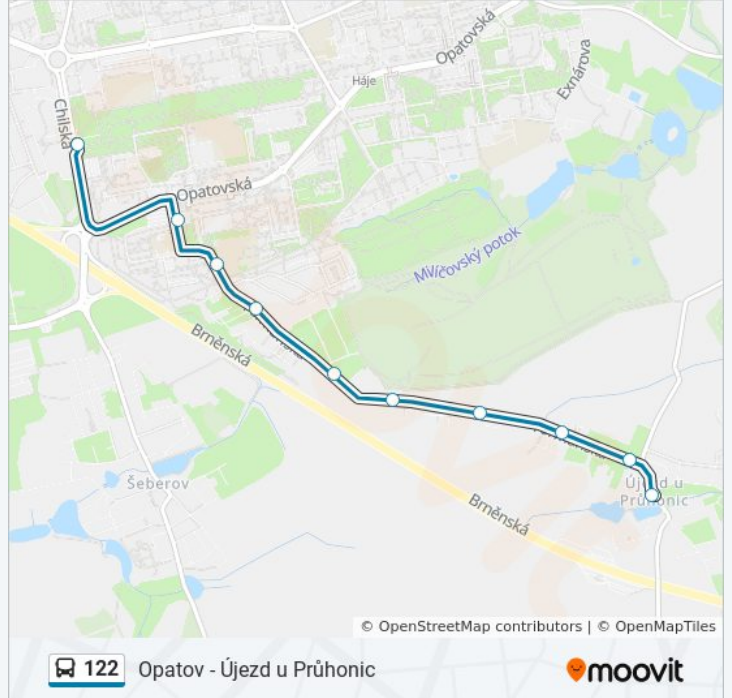 Opatovská
Exnárova
Háje
Chilská
Opatovská
Milíčovský potok
Brněnská
Šeberov
Újezd u
Průhonic
Brněnská
© OpenStreetMap contributors | © OpenMapTiles
122 Opatov - Újezd u Průhonic
moovit